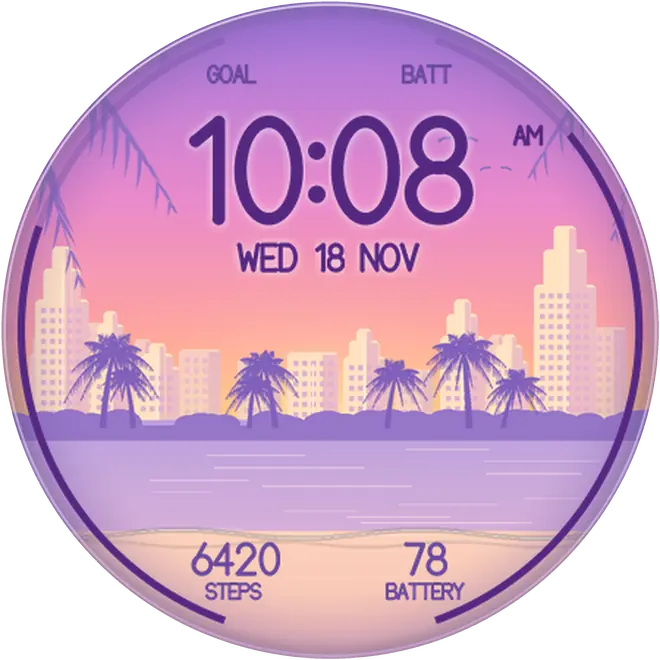 GOAL BATT
10:08 AM
WED 18 NOV
6420 78
STEPS BATTERY